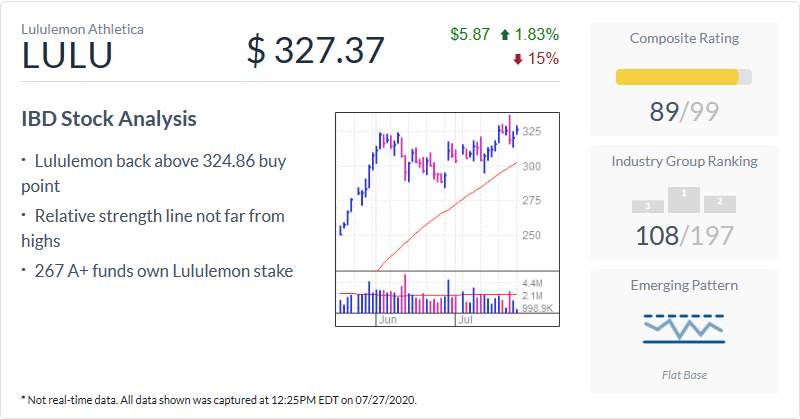 Lululemon Athletica
LULU
$ 327.37
$5.87 1.83%
15%
IBD Stock Analysis
· Lululemon back above 324.86 buy
point
· Relative strength line not far from
highs
· 267 A+ funds own Lululemon stake
325
300
275
250
4.4M
2.1M
998.9K
Jun
Jul
Composite Rating
89/99
Industry Group Ranking
3
1
2
108/197
Emerging Pattern
Flat Base
* Not real-time data. All data shown was captured at 12:25PM EDT on 07/27/2020.